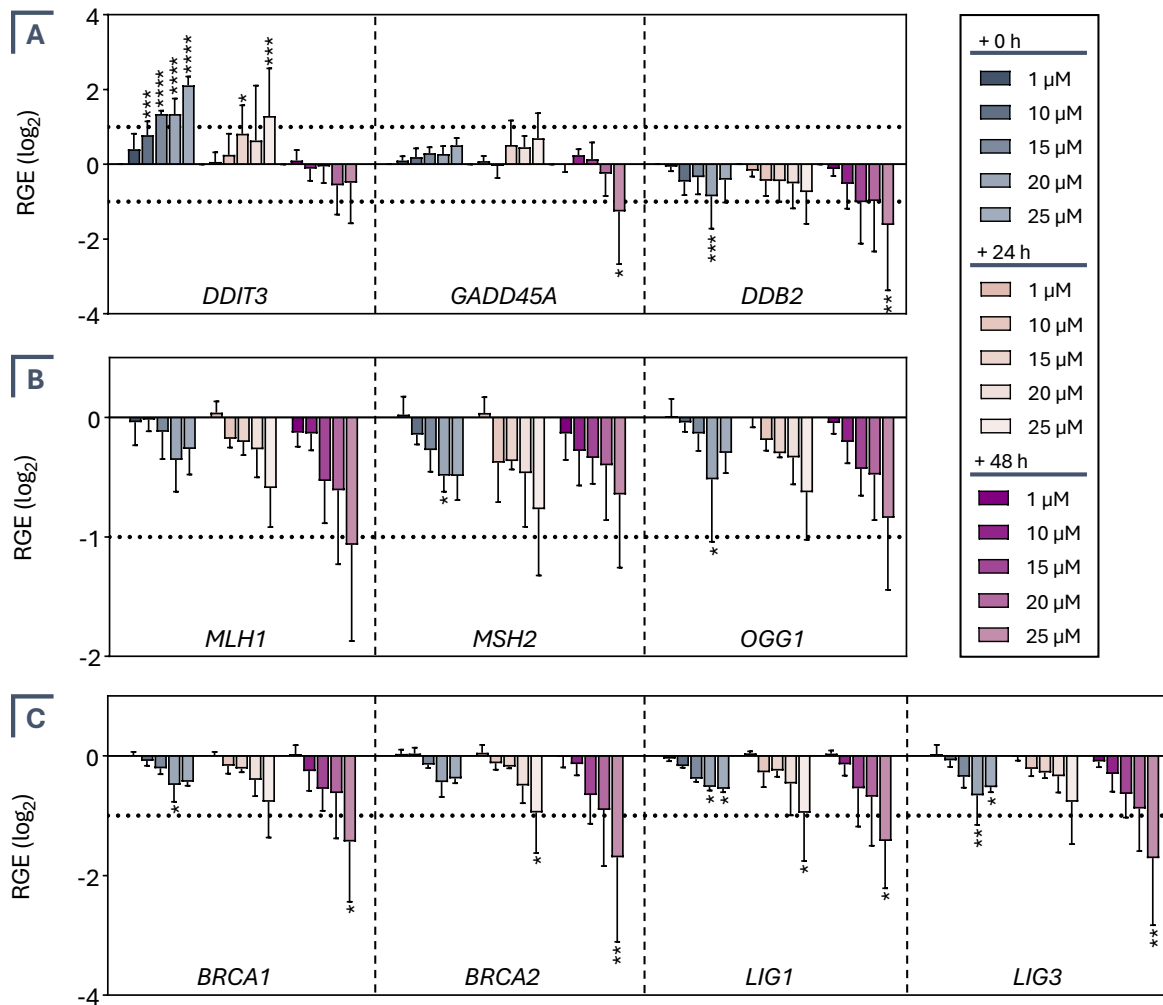 A
RGE (log2)
4
2
0
-2
-4
***
****
****
****
*
***
*
***
**
DDIT3
GADD45A
DDB2
B
RGE (log2)
0
-1
-2
*
*
MLH1
MSH2
OGG1
C
RGE (log2)
0
-2
-4
*
*
*
**
*
*
*
*
**
*
**
BRCA1
BRCA2
LIG1
LIG3
+ 0 h
1 µM
10 µM
15 µM
20 µM
25 µM
+ 24 h
1 µM
10 µM
15 µM
20 µM
25 µM
+ 48 h
1 µM
10 µM
15 µM
20 µM
25 µM